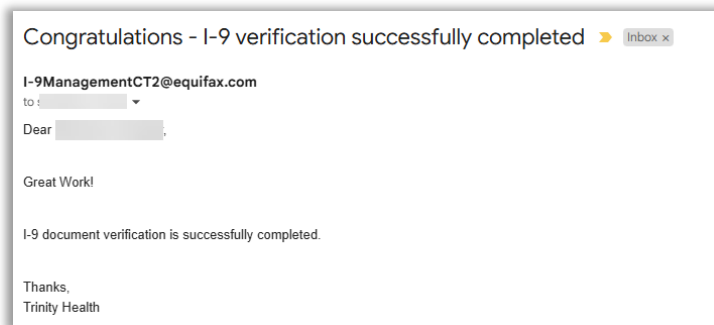 Congratulations - I-9 verification successfully completed Inbox ×
I-9ManagementCT2@equifax.com
to
Dear ,
Great Work!
I-9 document verification is successfully completed.
Thanks,
Trinity Health